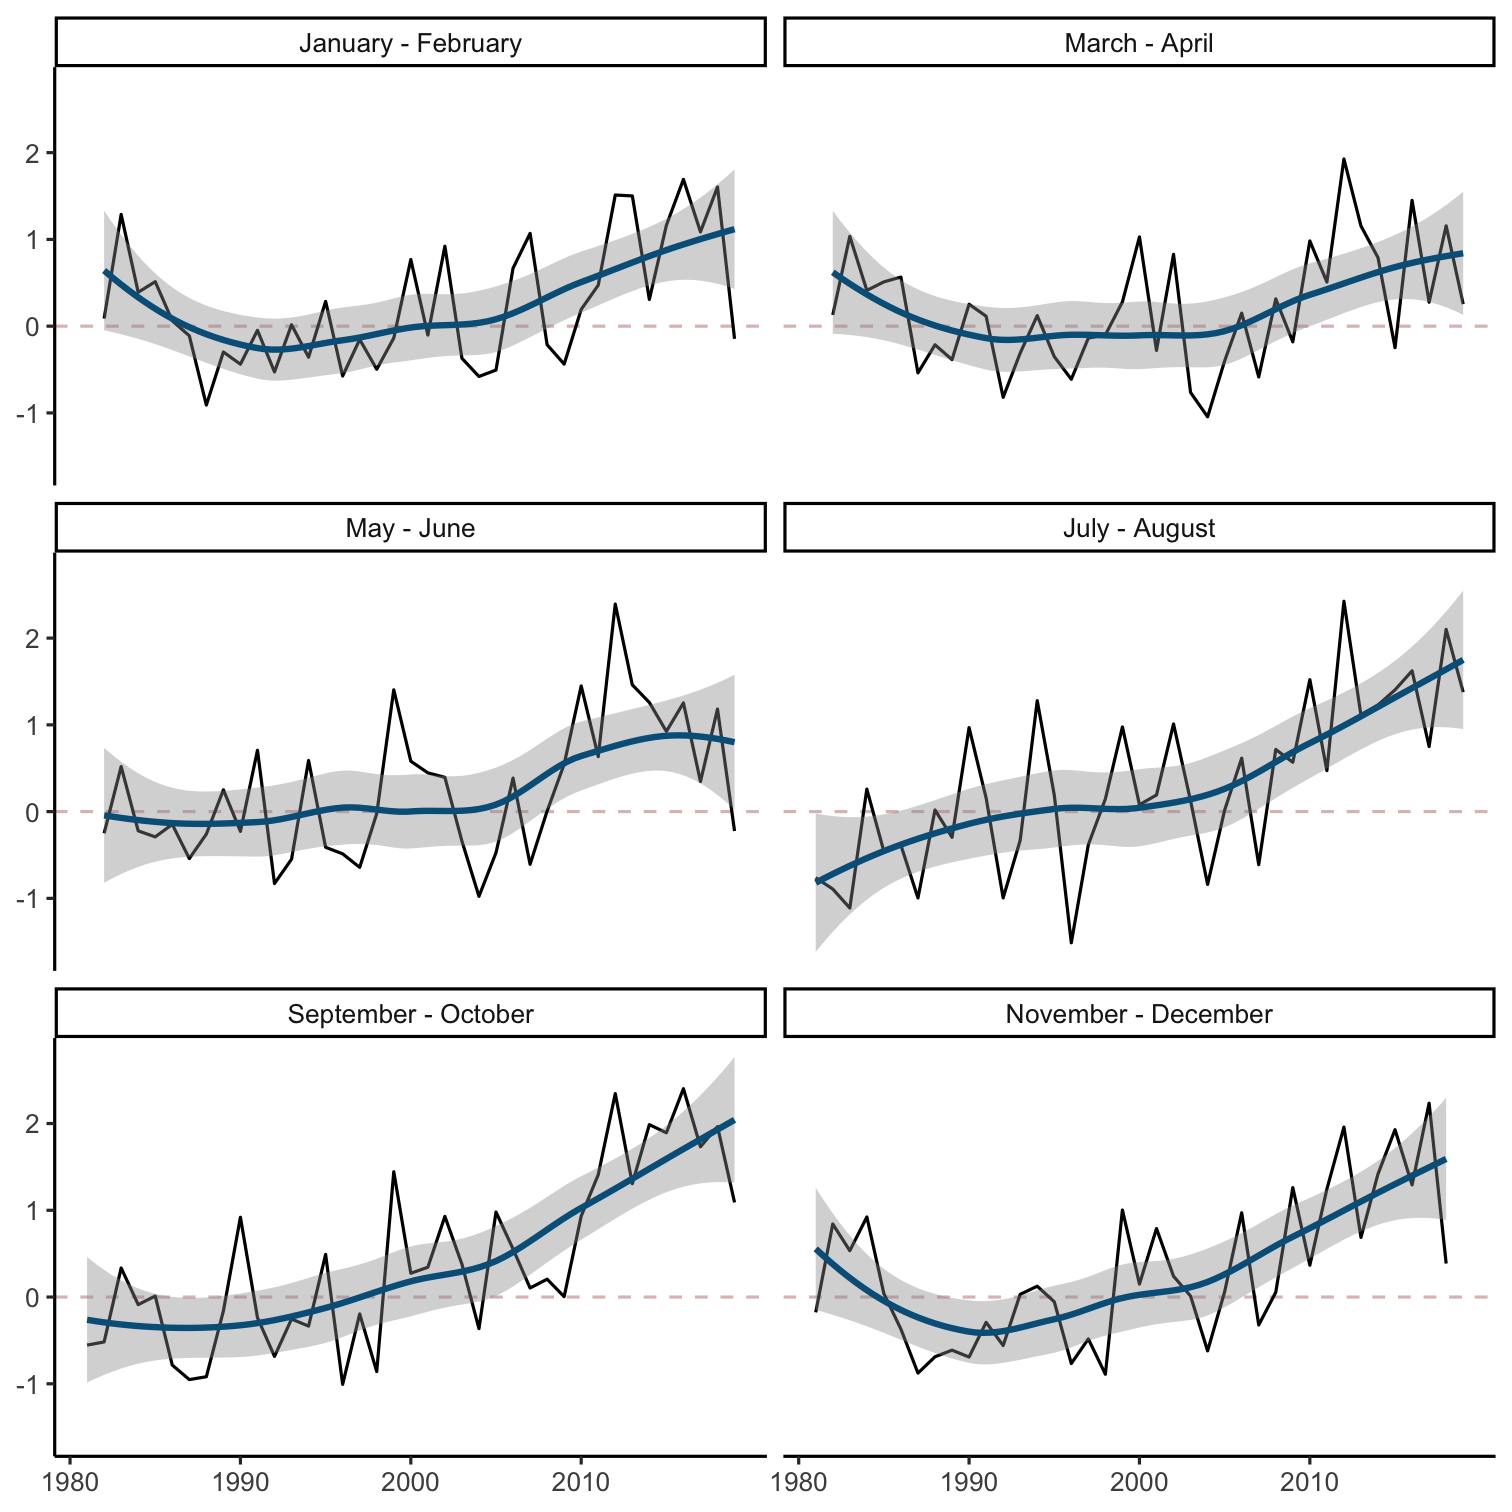 January - February
March - April
2
1
0
-1
May - June
July - August
2
1
0
-1
September - October
November - December
2
1
0
-1
1980 1990 2000 2010 1980 1990 2000 2010